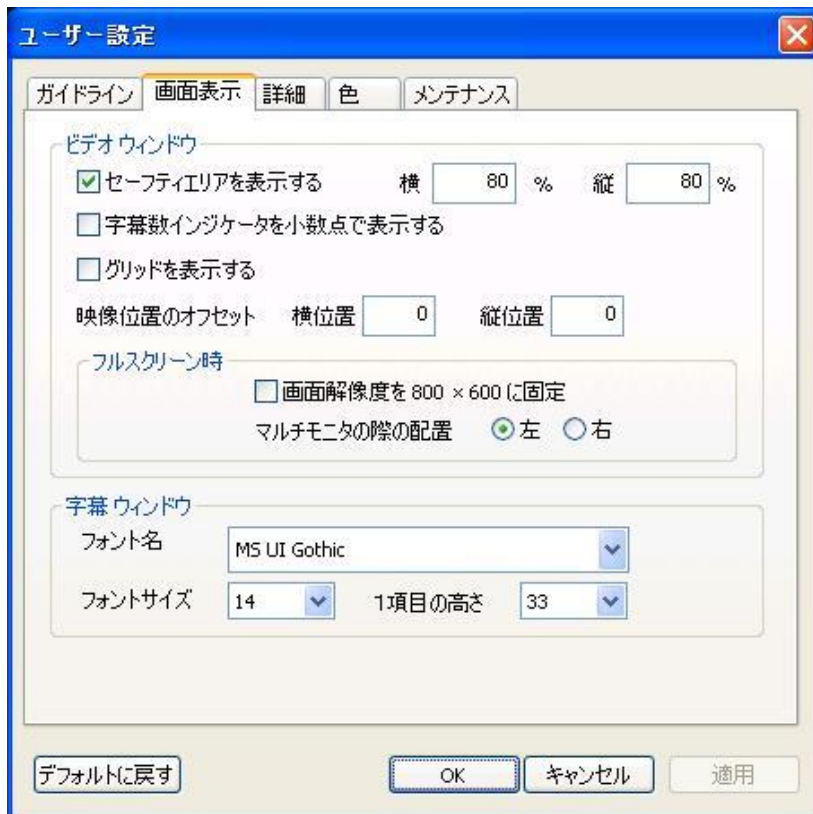 ユーザー設定
ガイドライン 画面表示 詳細 色 メンテナンス
ビデオ ウィンドウ
セーフティエリアを表示する 横 80 % 縦 80 %
字幕数インジケータを小数点で表示する
グリッドを表示する
映像位置のオフセット 横位置 0 縦位置 0
フルスクリーン時
画面解像度を 800 × 600 に固定
マルチモニタの際の配置 左 右
字幕 ウィンドウ
フォント名 MS UI Gothic
フォントサイズ 14 1項目の高さ 33
デフォルトに戻す OK キャンセル 適用